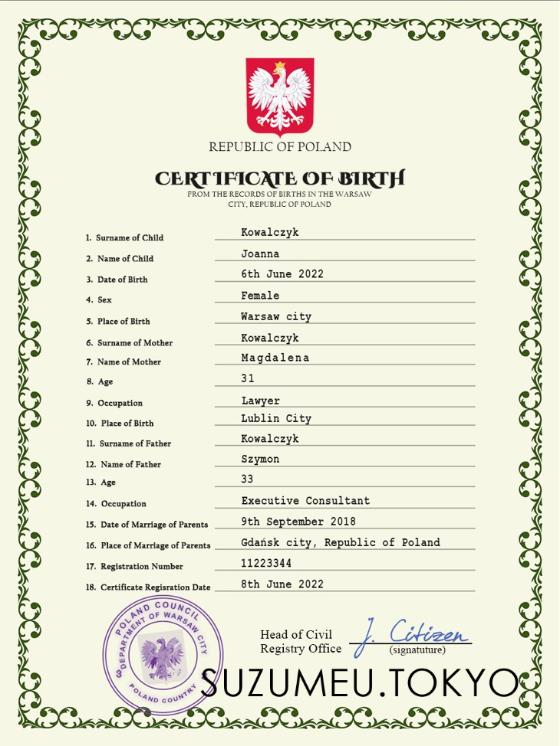 REPUBLIC OF POLAND
CERTIFICATE OF BIRTH
FROM THE RECORDS OF BIRTHS IN THE WARSAW
CITY, REPUBLIC OF POLAND
1. Surname of Child Kowalczyk
2. Name of Child Joanna
3. Date of Birth 6th June 2022
4. Sex Female
5. Place of Birth Warsaw city
6. Surname of Mother Kowalczyk
7. Name of Mother Magdalena
8. Age 31
9. Occupation Lawyer
10. Place of Birth Lublin City
11. Surname of Father Kowalczyk
12. Name of Father Szymon
13. Age 33
14. Occupation Executive Consultant
15. Date of Marriage of Parents 9th September 2018
16. Place of Marriage of Parents Gdańsk city, Republic of Poland
17. Registration Number 11223344
18. Certificate Regisration Date 8th June 2022
POLAND COUNCIL
3 DEPARTMENT OF WARSAW CITY
POLAND COUNTRY
Head of Civil
Registry Office
J. Citizen
(signatuture)
SUZUMEU.TOKYO